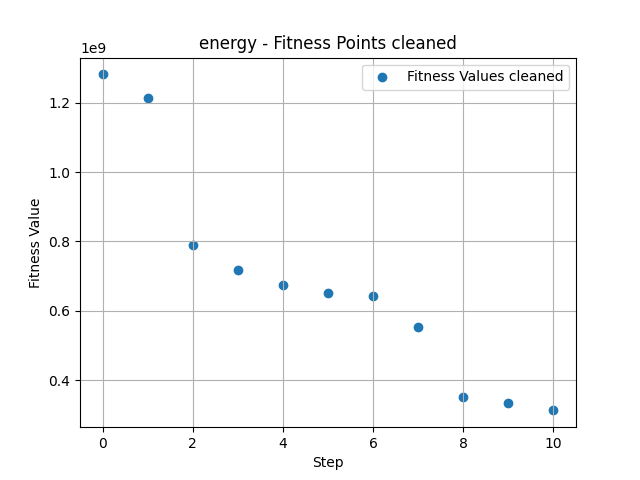 energy - Fitness Points cleaned
1e9
Fitness Values cleaned
1.2
1.0
0.8
0.6
0.4
Fitness Value
0 2 4 6 8 10
Step